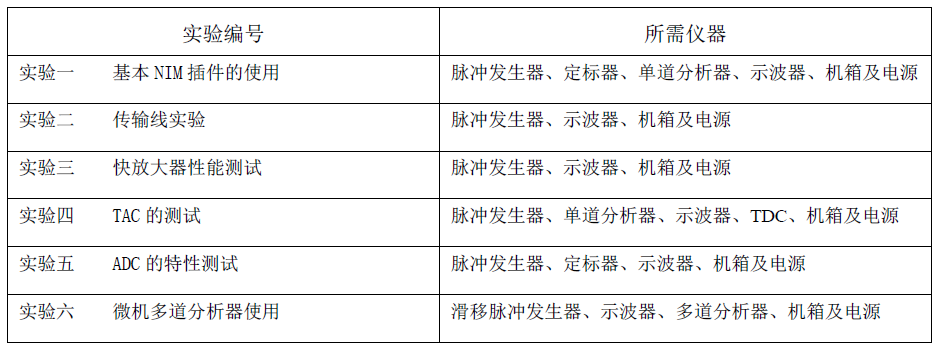 实验编号 所需仪器
实验一 基本 NIM 插件的使用 脉冲发生器、定标器、单道分析器、示波器、机箱及电源
实验二 传输线实验 脉冲发生器、示波器、机箱及电源
实验三 快放大器性能测试 脉冲发生器、示波器、机箱及电源
实验四 TAC 的测试 脉冲发生器、单道分析器、示波器、TDC、机箱及电源
实验五 ADC 的特性测试 脉冲发生器、定标器、示波器、机箱及电源
实验六 微机多道分析器使用 滑移脉冲发生器、示波器、多道分析器、机箱及电源